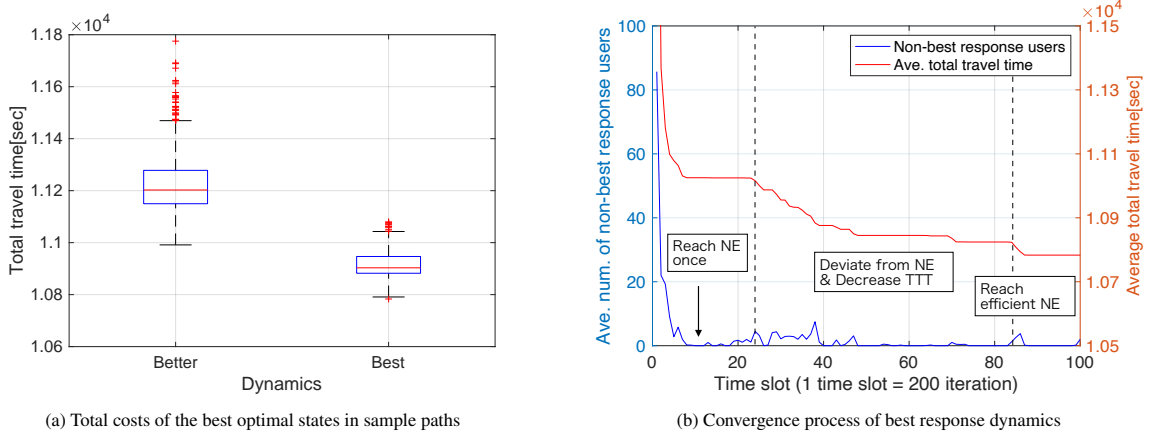 ×10⁴
1.18
1.16
1.14
1.12
1.1
1.08
1.06
Total travel time[sec]
Better
Best
Dynamics
(a) Total costs of the best optimal states in sample paths
×10⁴
100
80
60
40
20
0
Ave. num. of non-best response users
1.15
1.13
1.11
1.09
1.07
1.05
Average total travel time[sec]
Non-best response users
Ave. total travel time
Reach NE
once
Deviate from NE
& Decrease TTT
Reach
efficient NE
0
20
40
60
80
100
Time slot (1 time slot = 200 iteration)
(b) Convergence process of best response dynamics